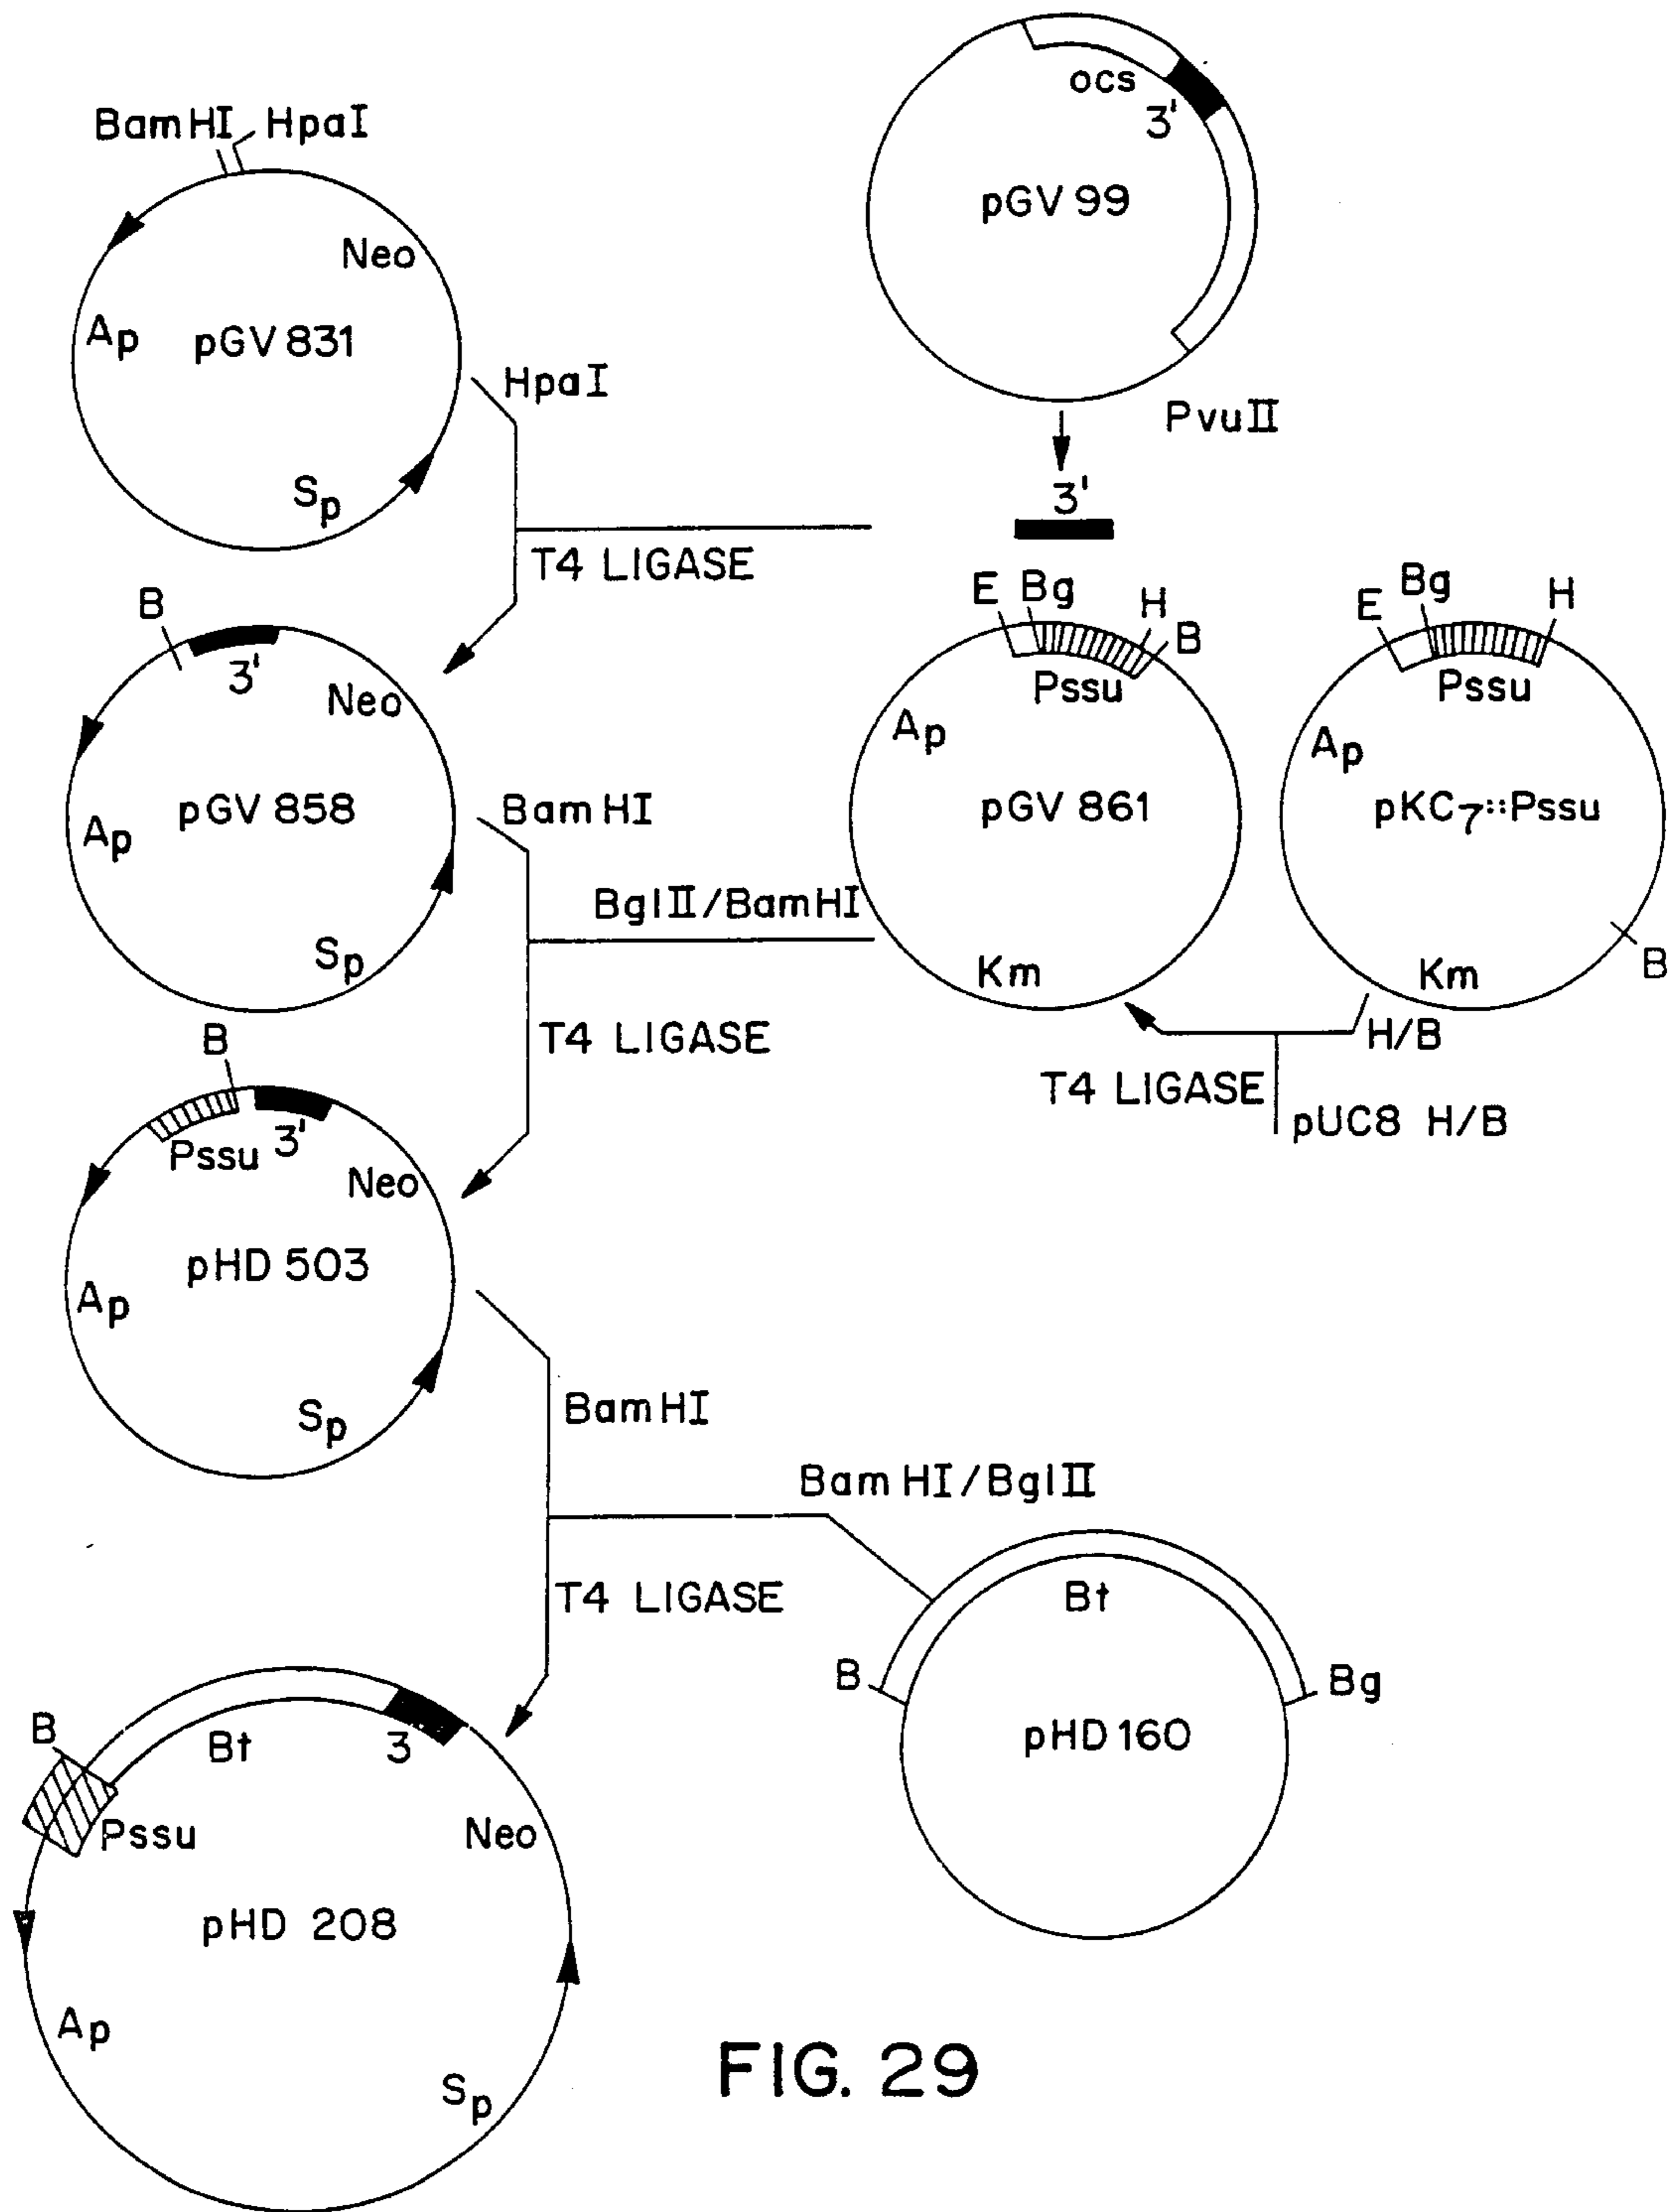 ocs
3'
pGV 99
PvuII
3'
BamHI HpaI
Neo
Ap pGV 831
Sp
HpaI
T4 LIGASE
B
3'
Neo
Ap pGV 858
Sp
E Bg H B
Pssu
Ap
pGV 861
Km
E Bg H
Pssu
Ap
pKC7::Pssu
Km
B
BamHI
BglII/BamHI
T4 LIGASE
H/B
T4 LIGASE
pUC8 H/B
B
Pssu 3'
Neo
pHD 503
Ap
Sp
BamHI
BamHI/BglII
T4 LIGASE
Bt
B Bg
pHD 160
B
Bt 3
Pssu Neo
pHD 208
Ap
Sp
FIG. 29